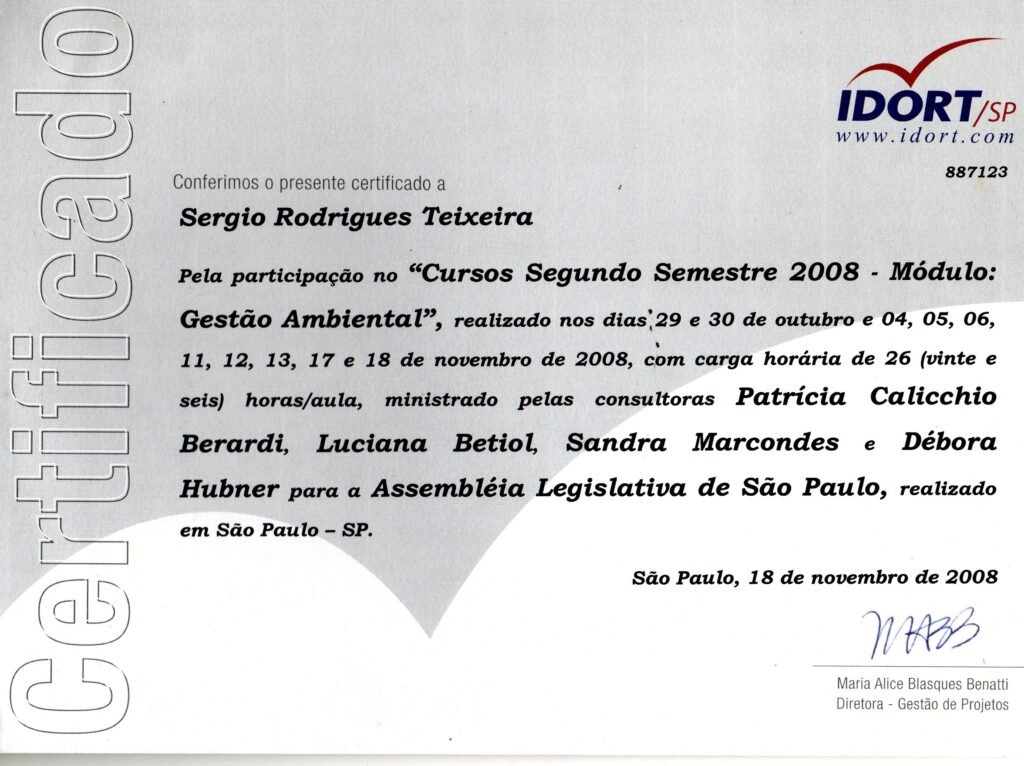 Certificado
IDORT/SP
www.idort.com
887123
Conferimos o presente certificado a
Sergio Rodrigues Teixeira
Pela participação no “Cursos Segundo Semestre 2008 - Módulo:
Gestão Ambiental”, realizado nos dias 29 e 30 de outubro e 04, 05, 06,
11, 12, 13, 17 e 18 de novembro de 2008, com carga horária de 26 (vinte e
seis) horas/aula, ministrado pelas consultoras Patrícia Calicchio
Berardi, Luciana Betiol, Sandra Marcondes e Débora
Hubner para a Assembléia Legislativa de São Paulo, realizado
em São Paulo – SP.
São Paulo, 18 de novembro de 2008
Maria Alice Blasques Benatti
Diretora - Gestão de Projetos